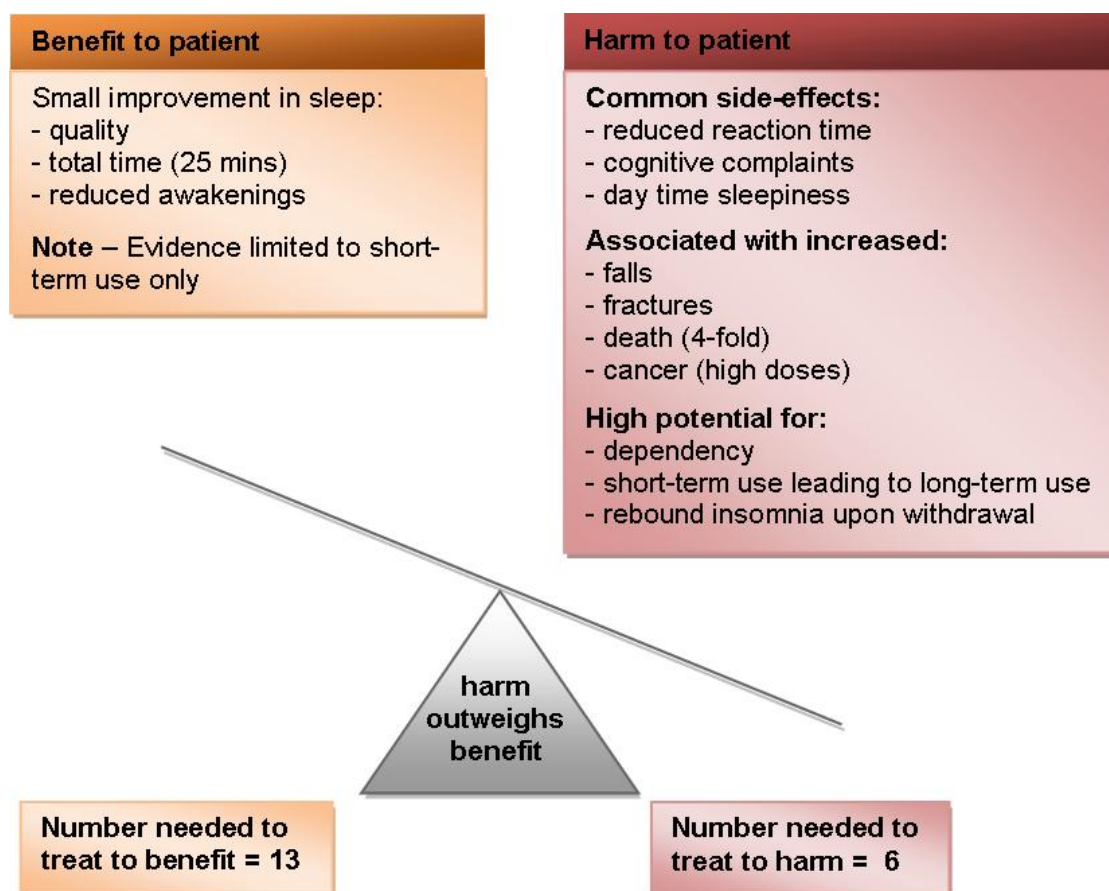 Benefit to patient
Small improvement in sleep:
- quality
- total time (25 mins)
- reduced awakenings
Note – Evidence limited to short-
term use only
Harm to patient
Common side-effects:
- reduced reaction time
- cognitive complaints
- day time sleepiness
Associated with increased:
- falls
- fractures
- death (4-fold)
- cancer (high doses)
High potential for:
- dependency
- short-term use leading to long-term use
- rebound insomnia upon withdrawal
harm
outweighs
benefit
Number needed to
treat to benefit = 13
Number needed to
treat to harm = 6